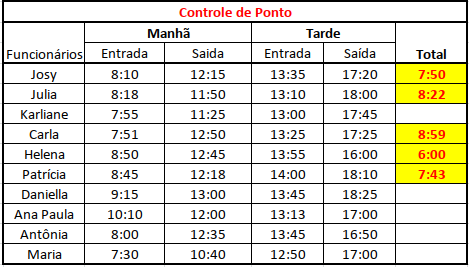 Controle de Ponto
Manhã Tarde
Funcionários Entrada Saida Entrada Saída Total
Josy 8:10 12:15 13:35 17:20 7:50
Julia 8:18 11:50 13:10 18:00 8:22
Karliane 7:55 11:25 13:00 17:45
Carla 7:51 12:50 13:25 17:25 8:59
Helena 8:50 12:45 13:55 16:00 6:00
Patrícia 8:45 12:18 14:00 18:10 7:43
Daniella 9:15 13:00 13:45 18:25
Ana Paula 10:10 12:00 13:13 17:00
Antônia 8:00 12:35 13:45 16:50
Maria 7:30 10:40 12:50 17:00